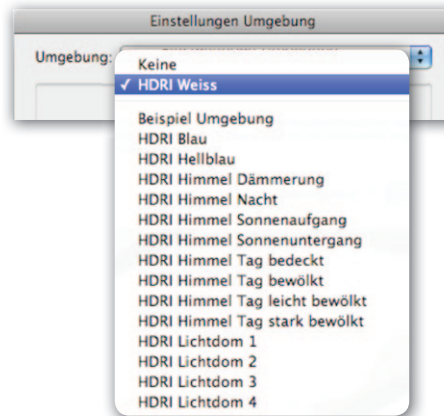 Einstellungen Umgebung
Umgebung:
Keine
✓ HDRI Weiss
Beispiel Umgebung
HDRI Blau
HDRI Hellblau
HDRI Himmel Dämmerung
HDRI Himmel Nacht
HDRI Himmel Sonnenaufgang
HDRI Himmel Sonnenuntergang
HDRI Himmel Tag bedeckt
HDRI Himmel Tag bewölkt
HDRI Himmel Tag leicht bewölkt
HDRI Himmel Tag stark bewölkt
HDRI Lichtdom 1
HDRI Lichtdom 2
HDRI Lichtdom 3
HDRI Lichtdom 4